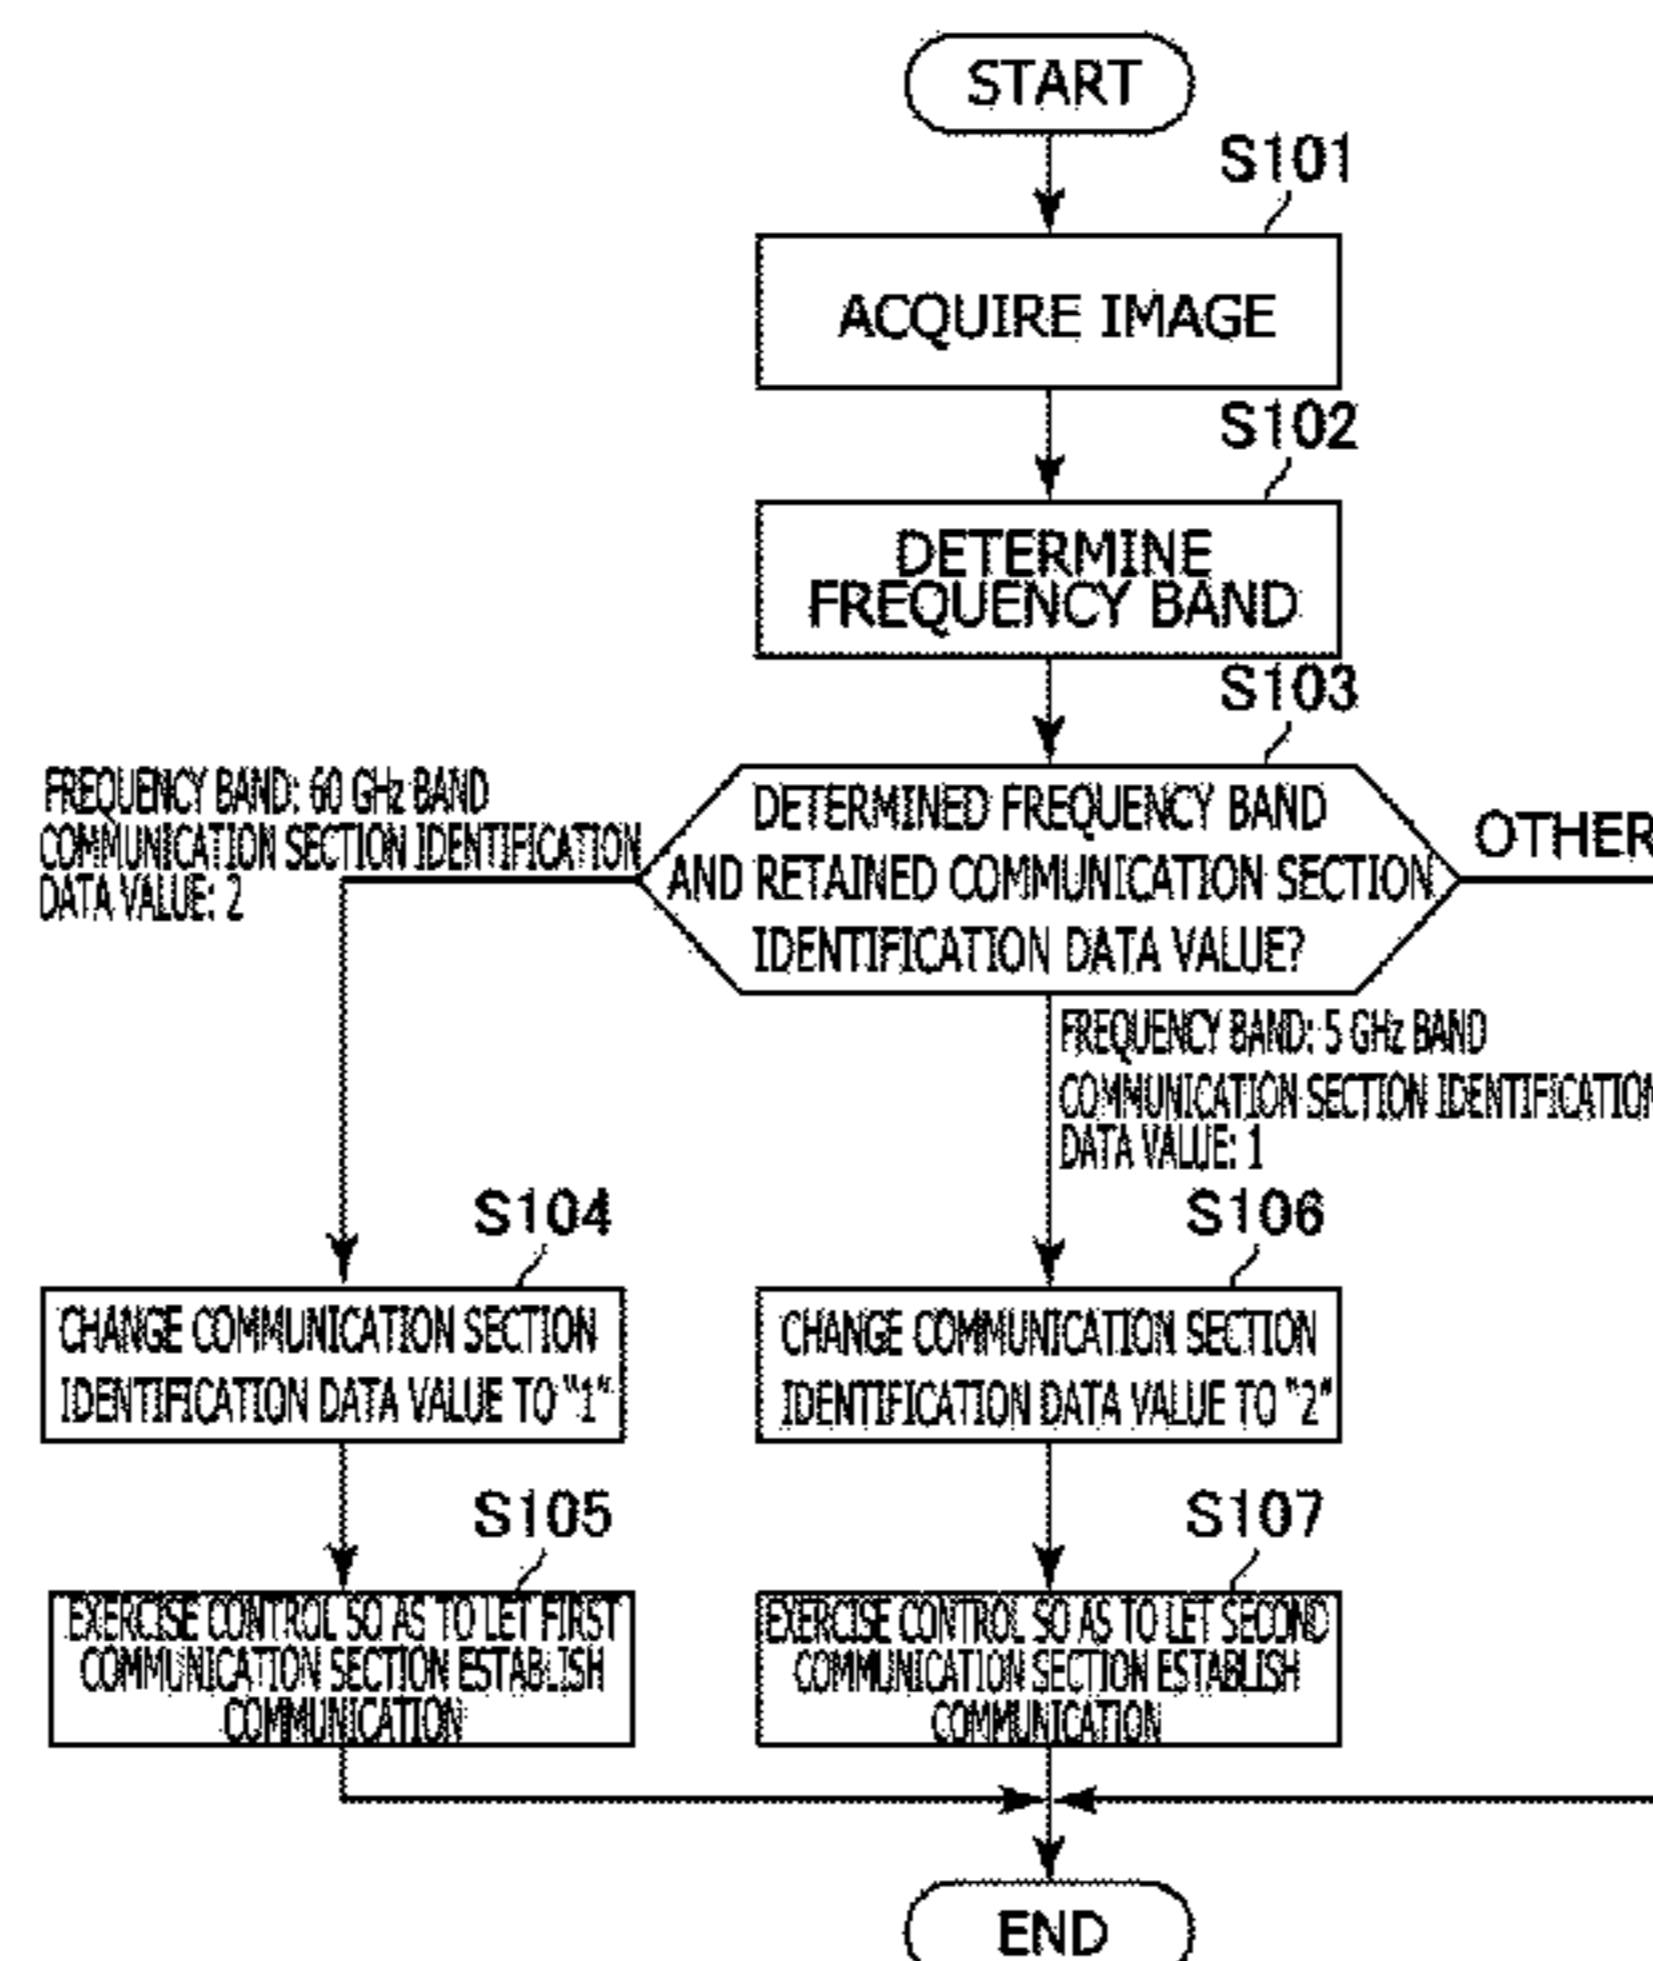 START
S101
ACQUIRE IMAGE
S102
DETERMINE
FREQUENCY BAND
S103
DETERMINED FREQUENCY BAND
AND RETAINED COMMUNICATION SECTION
IDENTIFICATION DATA VALUE?
FREQUENCY BAND: 60 GHz BAND
COMMUNICATION SECTION IDENTIFICATION
DATA VALUE: 2
OTHER
FREQUENCY BAND: 5 GHz BAND
COMMUNICATION SECTION IDENTIFICATION
DATA VALUE: 1
S104
CHANGE COMMUNICATION SECTION
IDENTIFICATION DATA VALUE TO "1"
S105
EXERCISE CONTROL SO AS TO LET FIRST
COMMUNICATION SECTION ESTABLISH
COMMUNICATION
S106
CHANGE COMMUNICATION SECTION
IDENTIFICATION DATA VALUE TO "2"
S107
EXERCISE CONTROL SO AS TO LET SECOND
COMMUNICATION SECTION ESTABLISH
COMMUNICATION
END